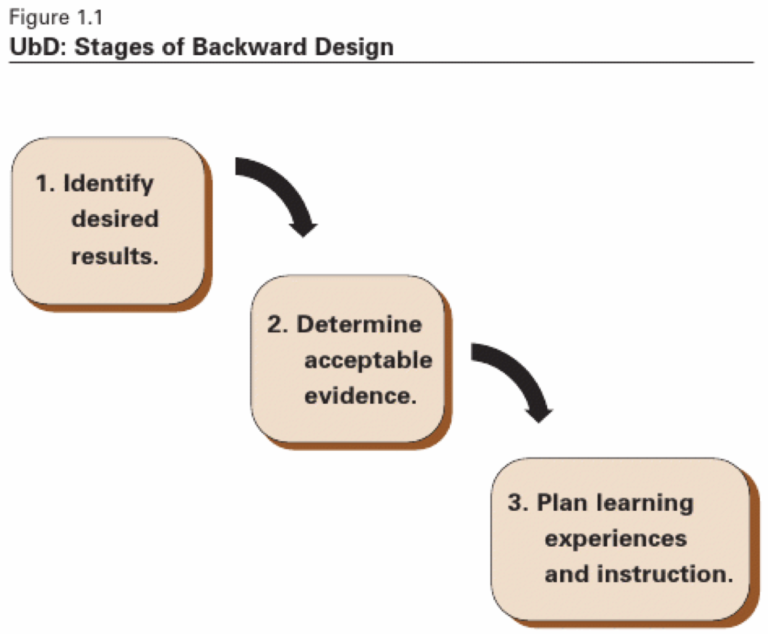 Figure 1.1
UbD: Stages of Backward Design
1. Identify
desired
results.
2. Determine
acceptable
evidence.
3. Plan learning
experiences
and instruction.